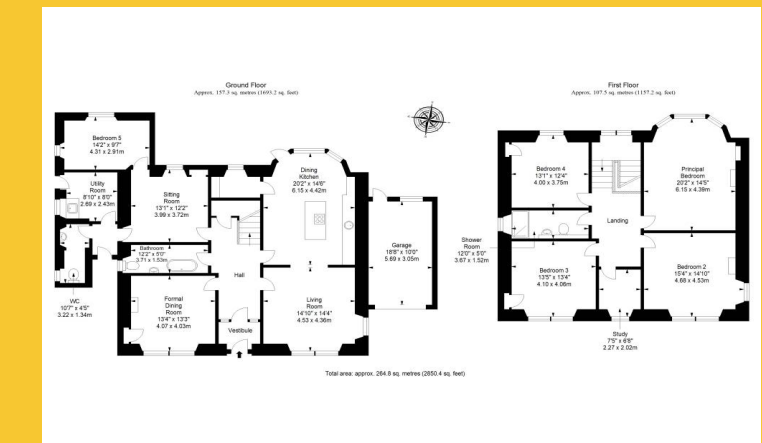 Ground Floor
Approx. 157.3 sq. metres (1693.2 sq. feet)
First Floor
Approx. 107.5 sq. metres (1157.2 sq. feet)
Bedroom 5
14'2" x 9'7"
4.31 x 2.91m
Utility
Room
8'10" x 8'0"
2.69 x 2.43m
Sitting
Room
13'1" x 12'2"
3.99 x 3.72m
Dining
Kitchen
20'2" x 14'6"
6.15 x 4.42m
Garage
18'8" x 10'0"
5.69 x 3.05m
Bathroom
12'2" x 5'0"
3.71 x 1.53m
Hall
WC
10'7" x 4'5"
3.22 x 1.34m
Formal
Dining
Room
13'4" x 13'3"
4.07 x 4.03m
Vestibule
Living
Room
14'10" x 14'4"
4.53 x 4.36m
Bedroom 4
13'1" x 12'4"
4.00 x 3.75m
Principal
Bedroom
20'2" x 14'5"
6.15 x 4.39m
Landing
Shower
Room
12'0" x 5'0"
3.67 x 1.52m
Bedroom 3
13'5" x 13'4"
4.10 x 4.06m
Bedroom 2
15'4" x 14'10"
4.68 x 4.53m
Study
7'5" x 6'8"
2.27 x 2.02m
Total area: approx. 264.8 sq. metres (2850.4 sq. feet)